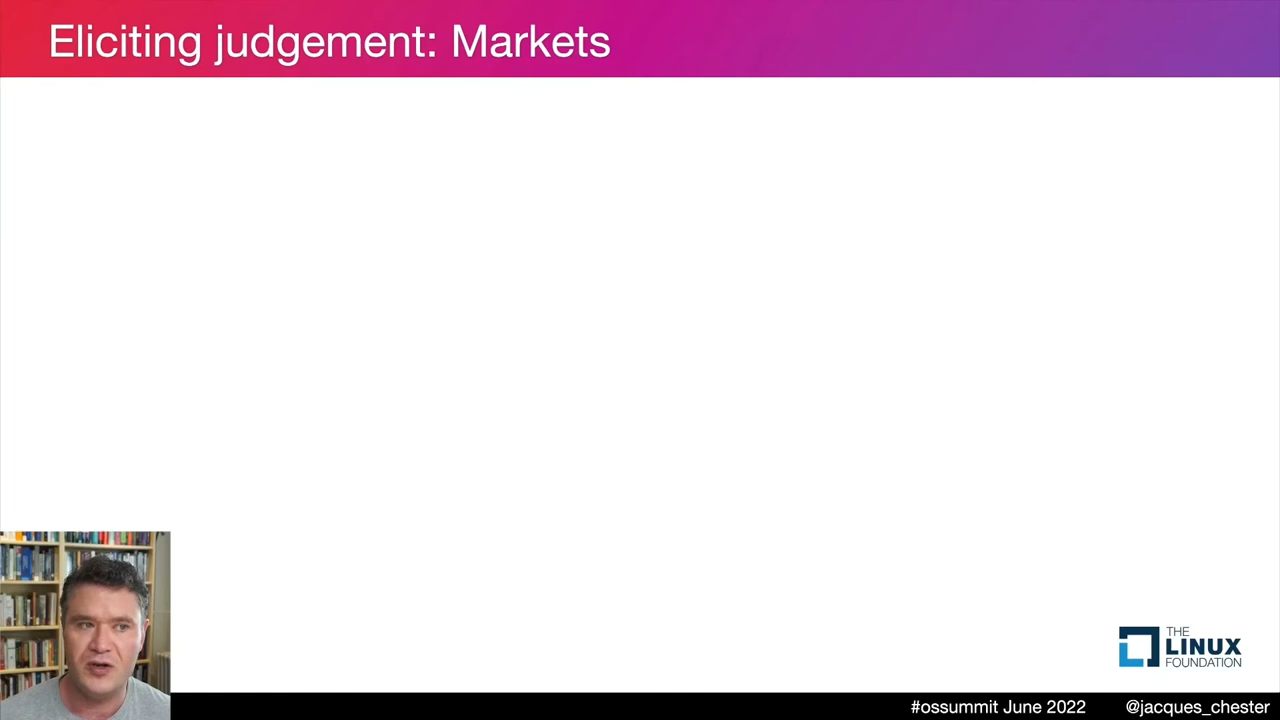 Eliciting judgement: Markets
THE
LINUX
FOUNDATION
#ossummit June 2022
@jacques_chester